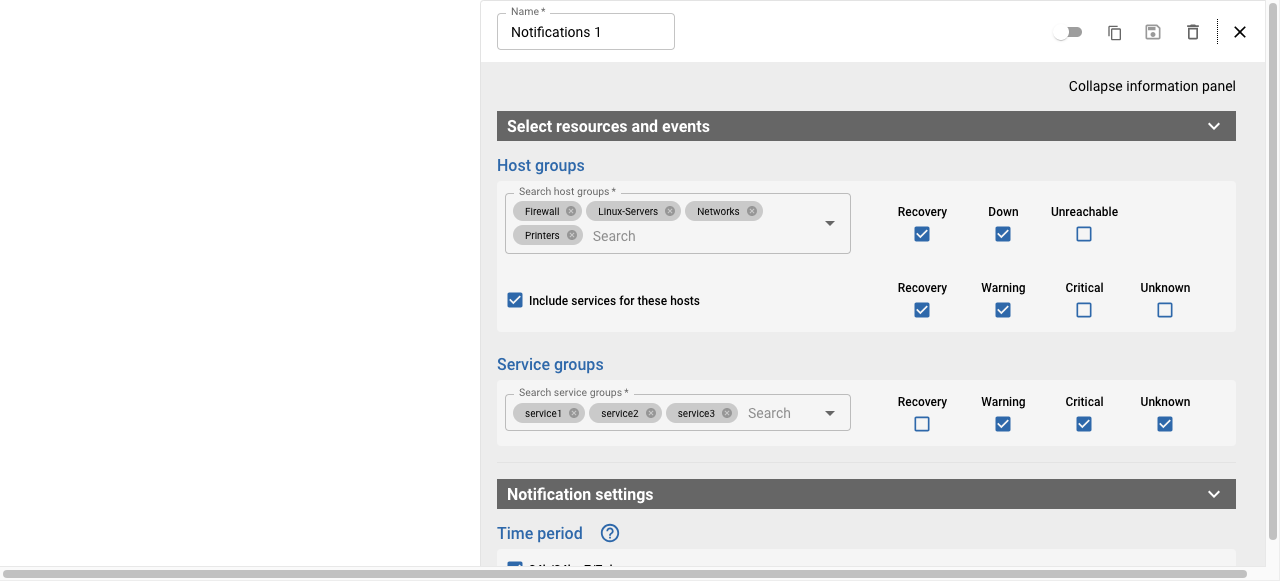 Name *
Notifications 1
Collapse information panel
Select resources and events
Host groups
Search host groups *
Firewall Linux-Servers Networks
Printers Search
Recovery Down Unreachable
Include services for these hosts
Recovery Warning Critical Unknown
Service groups
Search service groups *
service1 service2 service3 Search
Recovery Warning Critical Unknown
Notification settings
Time period